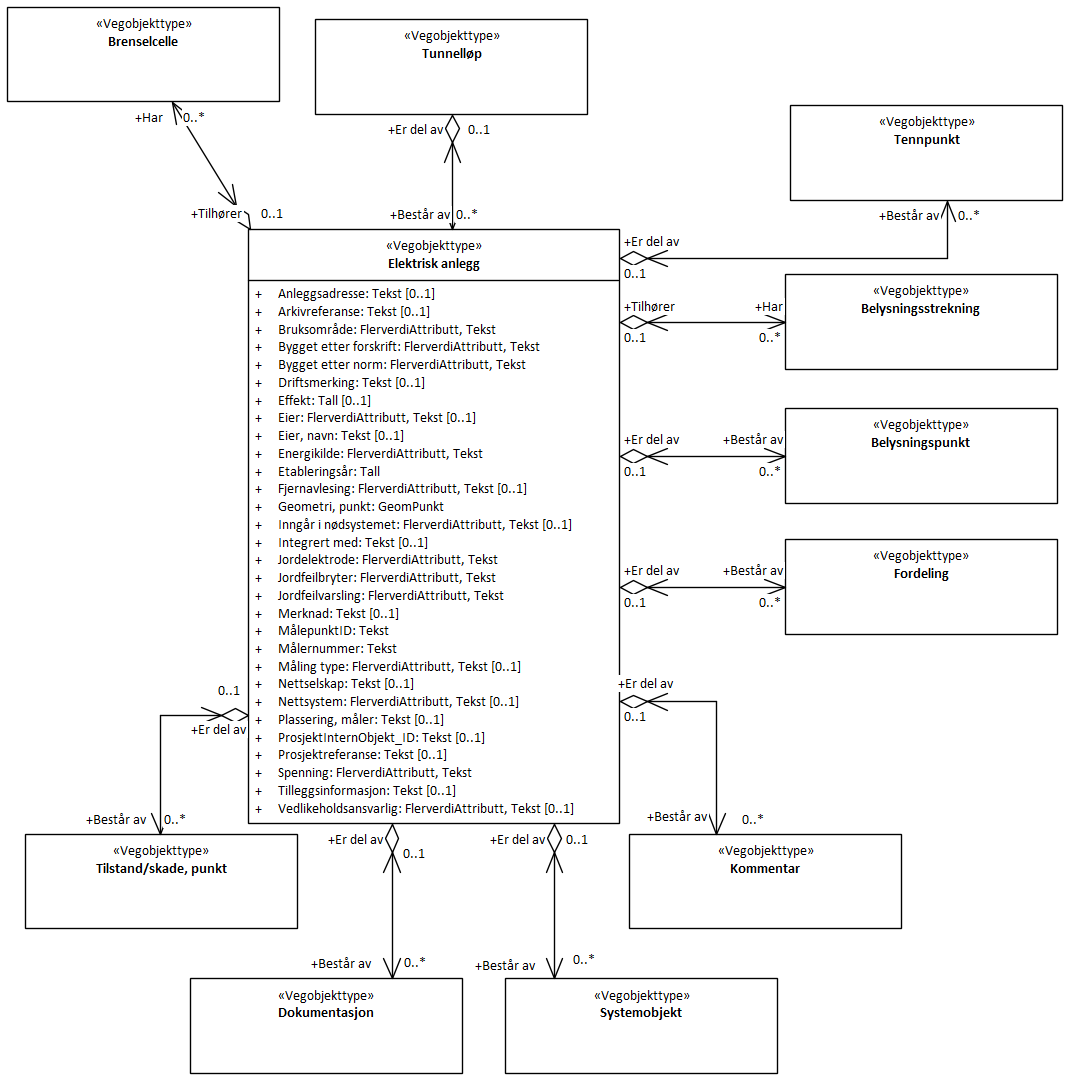 «Vegobjekttype»
Brenselcelle
«Vegobjekttype»
Tunnelløp
«Vegobjekttype»
Tennpunkt
+Har 0..*
+Er del av 0..1
+Tilhører 0..1
+Består av 0..*
+Består av 0..*
«Vegobjekttype»
Elektrisk anlegg
+ Anleggsadresse: Tekst [0..1]
+ Arkivreferanse: Tekst [0..1]
+ Bruksområde: FlerverdiAttributt, Tekst
+ Bygget etter forskrift: FlerverdiAttributt, Tekst
+ Bygget etter norm: FlerverdiAttributt, Tekst
+ Driftsmerking: Tekst [0..1]
+ Effekt: Tall [0..1]
+ Eier: FlerverdiAttributt, Tekst [0..1]
+ Eier, navn: Tekst [0..1]
+ Energikilde: FlerverdiAttributt, Tekst
+ Etableringsår: Tall
+ Fjernavlesing: FlerverdiAttributt, Tekst [0..1]
+ Geometri, punkt: GeomPunkt
+ Inngår i nødsystemet: FlerverdiAttributt, Tekst [0..1]
+ Integrert med: Tekst [0..1]
+ Jordelektrode: FlerverdiAttributt, Tekst
+ Jordfeilbryter: FlerverdiAttributt, Tekst
+ Jordfeilvarsling: FlerverdiAttributt, Tekst
+ Merknad: Tekst [0..1]
+ MålepunktID: Tekst
+ Målernummer: Tekst
+ Måling type: FlerverdiAttributt, Tekst [0..1]
+ Nettselskap: Tekst [0..1]
+ Nettsystem: FlerverdiAttributt, Tekst [0..1]
+ Plassering, måler: Tekst [0..1]
+ ProsjektInternObjekt_ID: Tekst [0..1]
+ Prosjektreferanse: Tekst [0..1]
+ Spenning: FlerverdiAttributt, Tekst
+ Tilleggsinformasjon: Tekst [0..1]
+ Vedlikeholdsansvarlig: FlerverdiAttributt, Tekst [0..1]
+Er del av
0..1
+Tilhører +Har
0..1 0..*
«Vegobjekttype»
Belysningsstrekning
+Er del av +Består av
0..1 0..*
«Vegobjekttype»
Belysningspunkt
+Er del av +Består av
0..1 0..*
«Vegobjekttype»
Fordeling
+Er del av
0..1
+Består av 0..*
«Vegobjekttype»
Kommentar
0..1
+Er del av
+Består av 0..*
«Vegobjekttype»
Tilstand/skade, punkt
+Er del av
0..1
+Består av 0..*
«Vegobjekttype»
Dokumentasjon
+Er del av 0..1
+Består av 0..*
«Vegobjekttype»
Systemobjekt